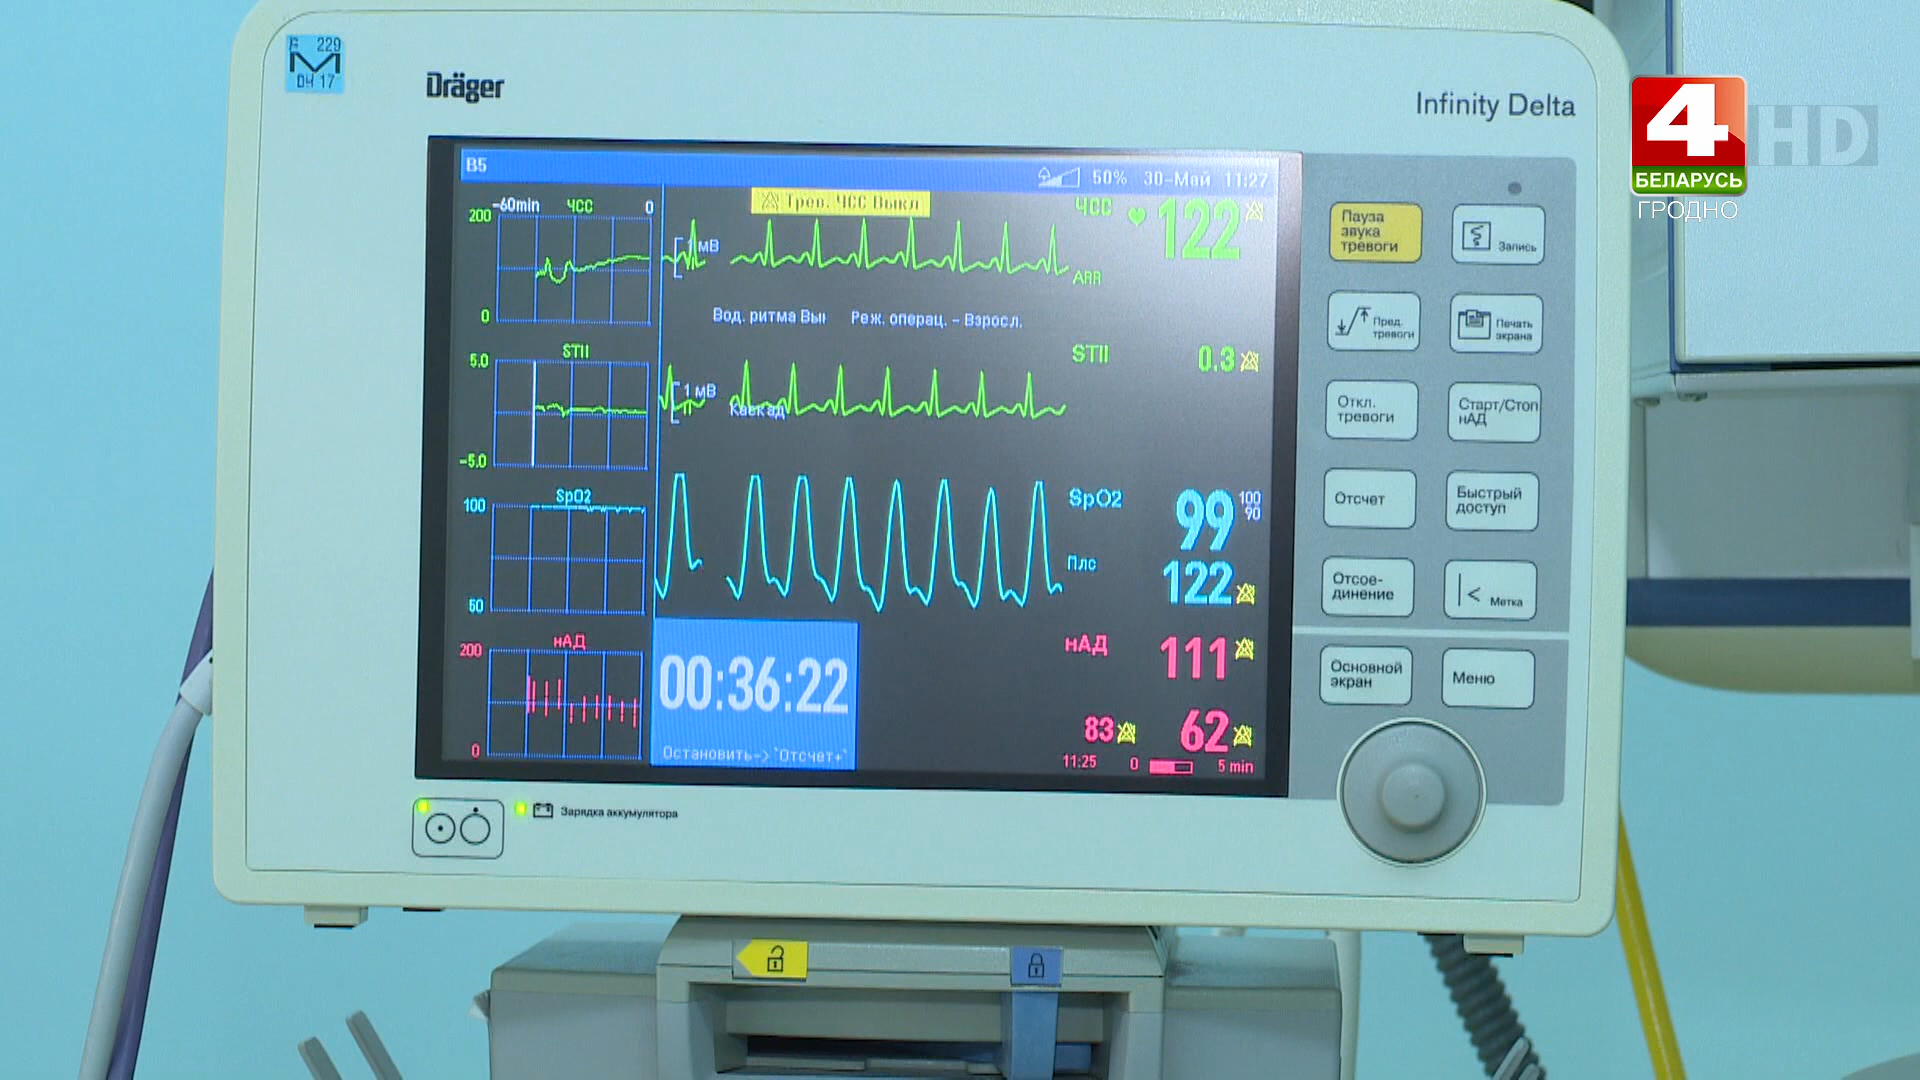 F 229
M
04 17
Dräger
Infinity Delta
4HD
БЕЛАРУСЬ
ГРОДНО
B5
50% 30-Май 11:27
-60min ЧСС 0
200
0
Трев. ЧСС Выкл
1 мВ
ЧСС 122
ARR
Вод. ритма Вык Реж. операц. - Взросл.
STII
5.0
-5.0
1 мВ
II
Каскад
STII 0.3
SpO2
100
50
SpO2 99 100
90
Плс 122
нАД
200
0
00:36:22
Остановить->`Отсчет+`
нАД 111
83 62
11:25 0 5 min
Пауза
звука
тревоги
Запись
Пред.
тревоги
Печать
экрана
Откл.
тревоги
Старт/Стоп
нАД
Отсчет
Быстрый
доступ
Отсое-
динение
Метка
Основной
экран
Меню
Зарядка аккумулятора